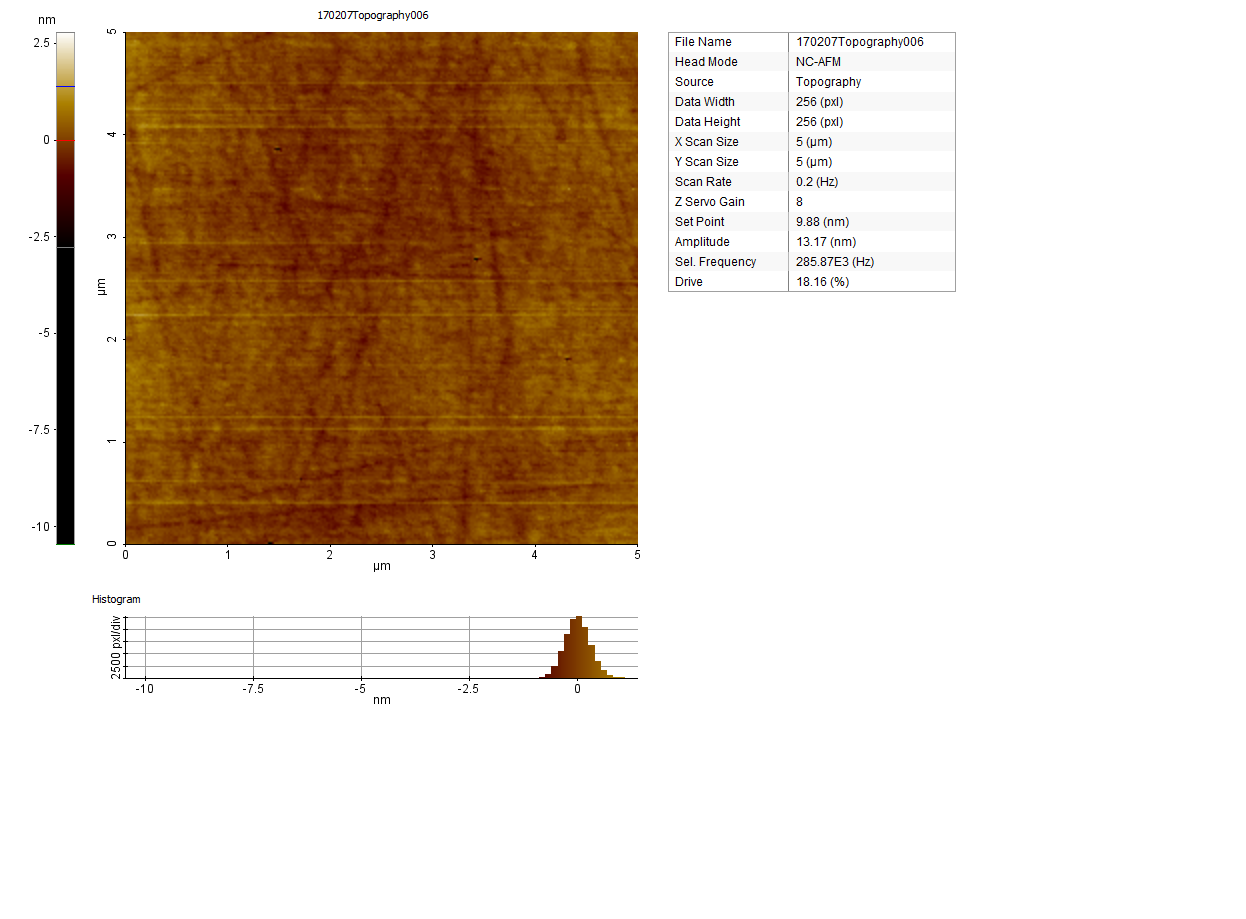 170207Topography006
nm
2.5
0
-2.5
-5
-7.5
-10
5
4
3
2
1
0
µm
0 1 2 3 4 5
µm
File Name 170207Topography006
Head Mode NC-AFM
Source Topography
Data Width 256 (pxl)
Data Height 256 (pxl)
X Scan Size 5 (µm)
Y Scan Size 5 (µm)
Scan Rate 0.2 (Hz)
Z Servo Gain 8
Set Point 9.88 (nm)
Amplitude 13.17 (nm)
Sel. Frequency 285.87E3 (Hz)
Drive 18.16 (%)
Histogram
2500 pxl/div
-10 -7.5 -5 -2.5 0
nm